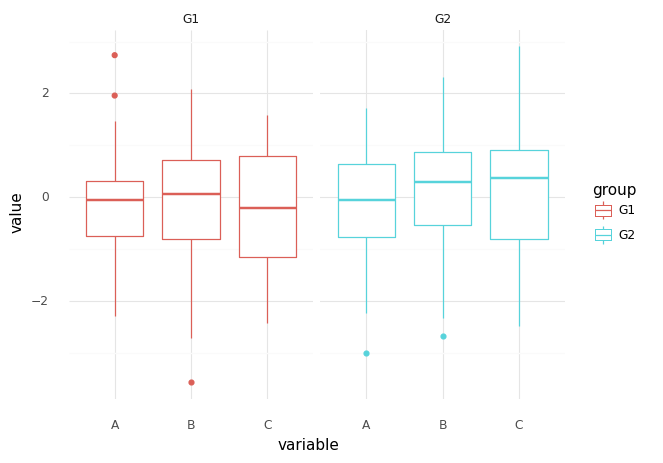 G1 G2
2
0
−2
value
A B C A B C
variable
group
G1
G2